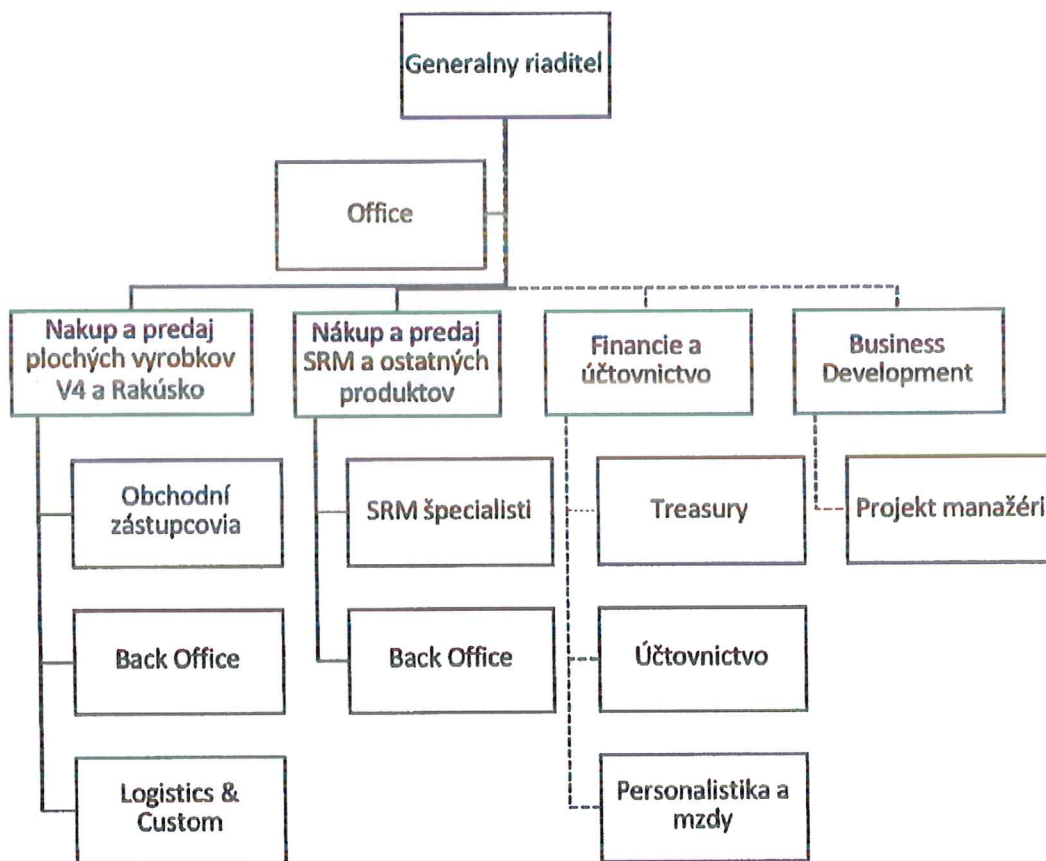 Generalny riaditel
Office
Nakup a predaj
plochých vyrobkov
V4 a Rakúsko
Nákup a predaj
SRM a ostatných
produktov
Financie a
účtovnictvo
Business
Development
Obchodní
zástupcovia
SRM špecialisti
Treasury
Projekt manažéri
Back Office
Back Office
Účtovnictvo
Logistics &
Custom
Personalistika a
mzdy